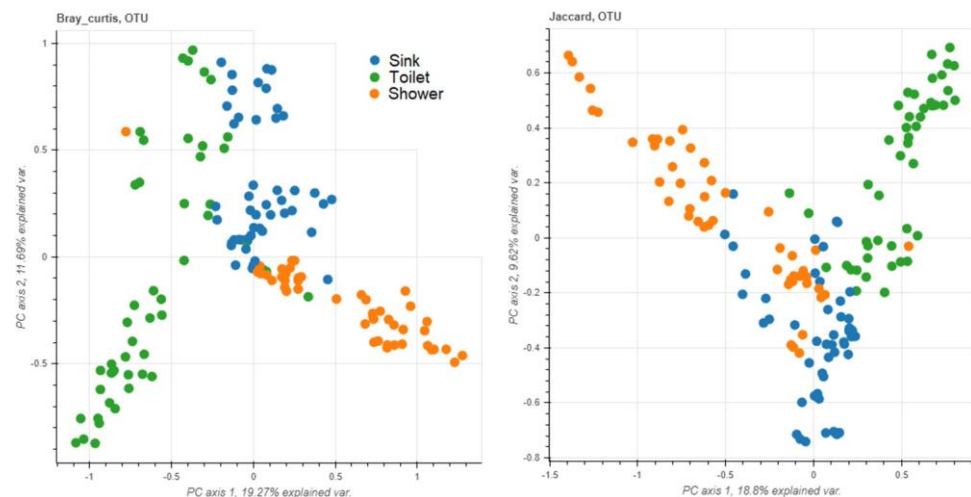 Bray_curtis, OTU
1
0.5
0
-0.5
-1
-0.5
0
0.5
1
PC axis 2, 11.69% explained var.
PC axis 1, 19.27% explained var.
Sink
Toilet
Shower
Jaccard, OTU
0.6
0.4
0.2
0
-0.2
-0.4
-0.6
-0.8
-1
-0.5
0
0.5
PC axis 2, 9.62% explained var.
PC axis 1, 18.8% explained var.